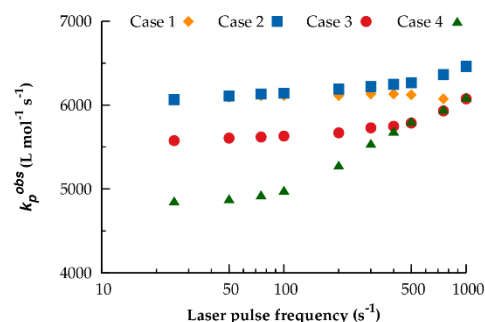 Case 1 Case 2 Case 3 Case 4
7000
6000
5000
4000
k_p^obs (L mol⁻¹ s⁻¹)
10 50 100 500 1000
Laser pulse frequency (s⁻¹)